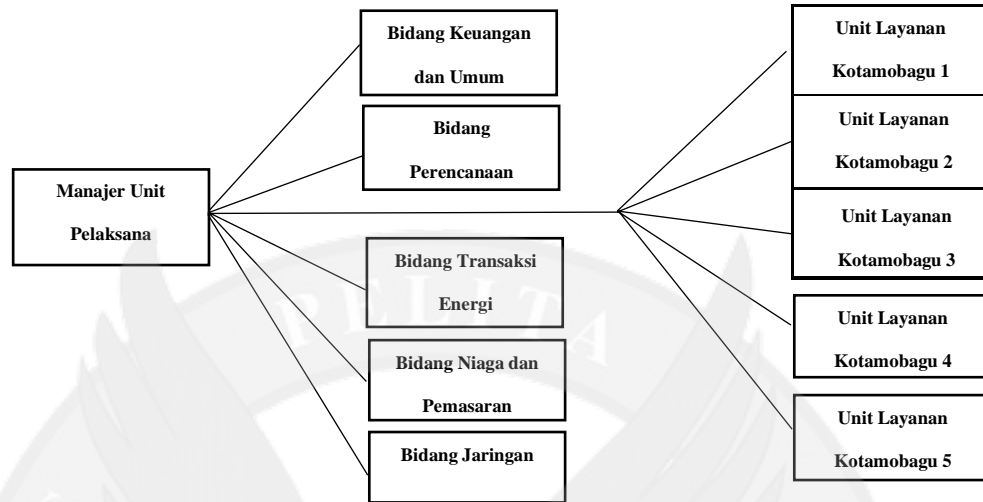 Manajer Unit
Pelaksana
Bidang Keuangan
dan Umum
Bidang
Perencanaan
Bidang Transaksi
Energi
Bidang Niaga dan
Pemasaran
Bidang Jaringan
Unit Layanan
Kotamobagu 1
Unit Layanan
Kotamobagu 2
Unit Layanan
Kotamobagu 3
Unit Layanan
Kotamobagu 4
Unit Layanan
Kotamobagu 5
PELITA